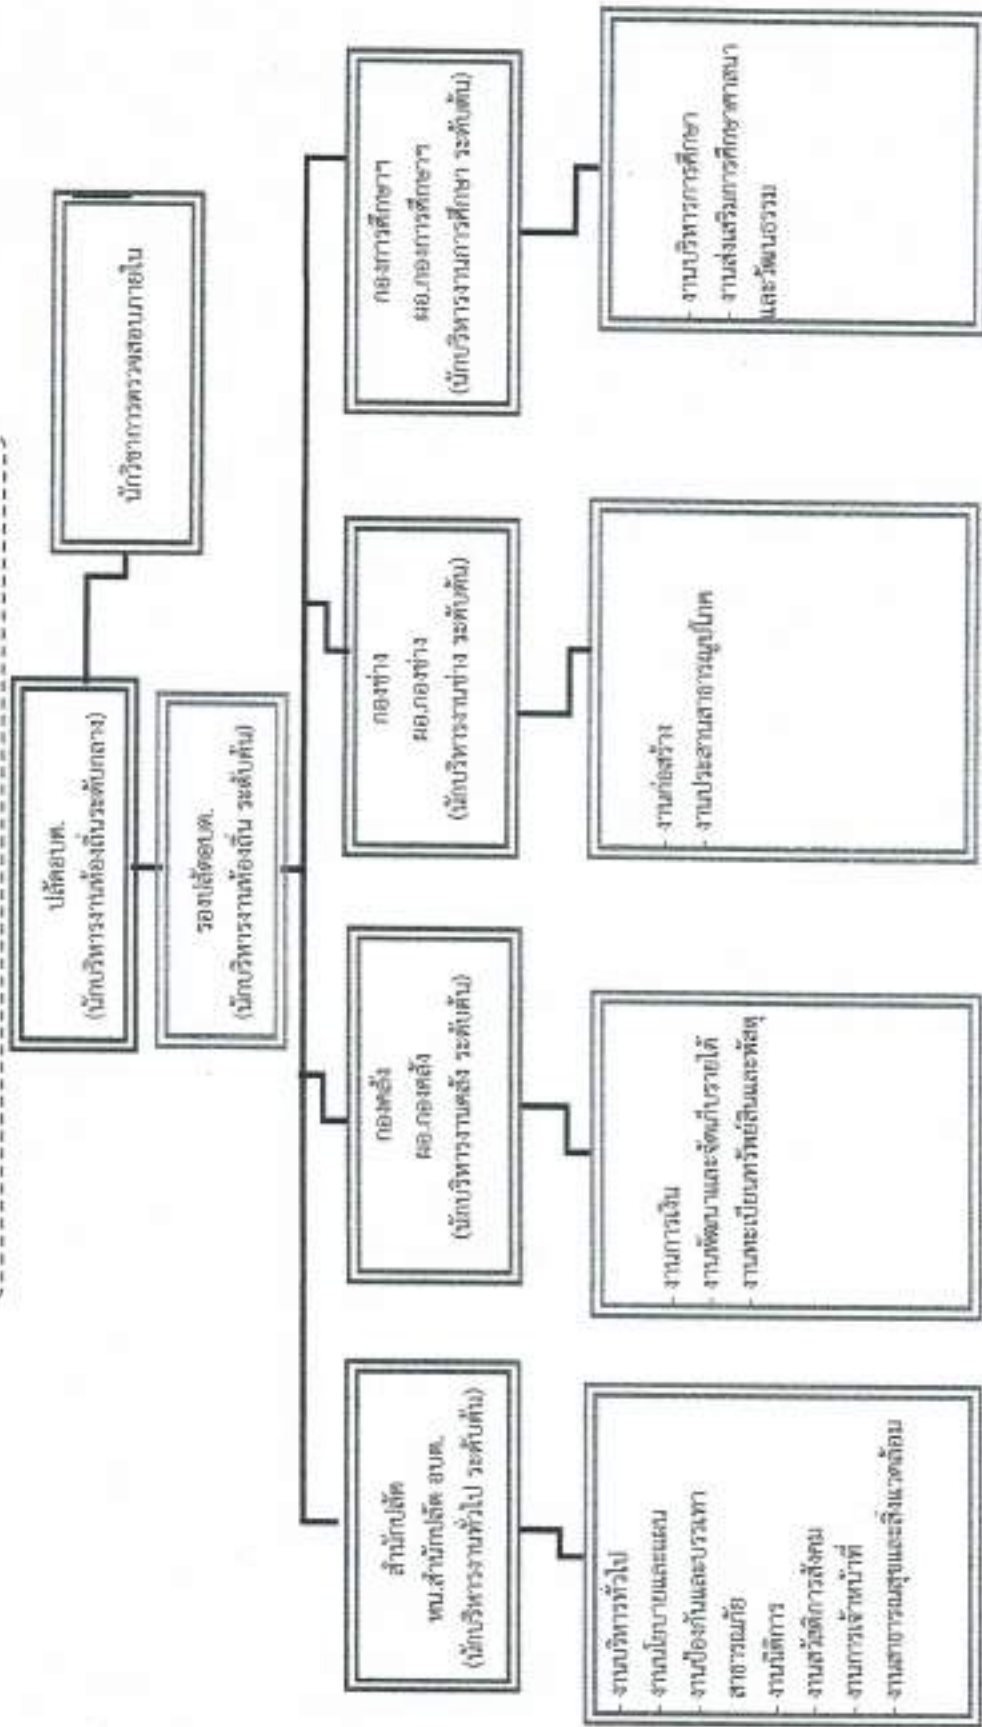 ปลัดอบต.
(นักบริหารงานท้องถิ่นระดับกลาง)
นักวิชาการตรวจสอบภายใน
รองปลัดอบต.
(นักบริหารงานท้องถิ่น ระดับต้น)
สำนักปลัด
หน.สำนักปลัด อบต.
(นักบริหารงานทั่วไป ระดับต้น)
กองคลัง
ผอ.กองคลัง
(นักบริหารงานคลัง ระดับต้น)
กองช่าง
ผอ.กองช่าง
(นักบริหารงานช่าง ระดับต้น)
กองการศึกษาฯ
ผอ.กองการศึกษาฯ
(นักบริหารงานการศึกษา ระดับต้น)
- งานบริหารทั่วไป
- งานนโยบายและแผน
- งานป้องกันและบรรเทา
สาธารณภัย
- งานนิติการ
- งานสวัสดิการสังคม
- งานการเจ้าหน้าที่
- งานสาธารณสุขและสิ่งแวดล้อม
- งานการเงิน
- งานพัฒนาและจัดเก็บรายได้
- งานทะเบียนทรัพย์สินและพัสดุ
- งานก่อสร้าง
- งานประสานสาธารณูปโภค
- งานบริหารการศึกษา
- งานส่งเสริมการศึกษาศาสนา
และวัฒนธรรม